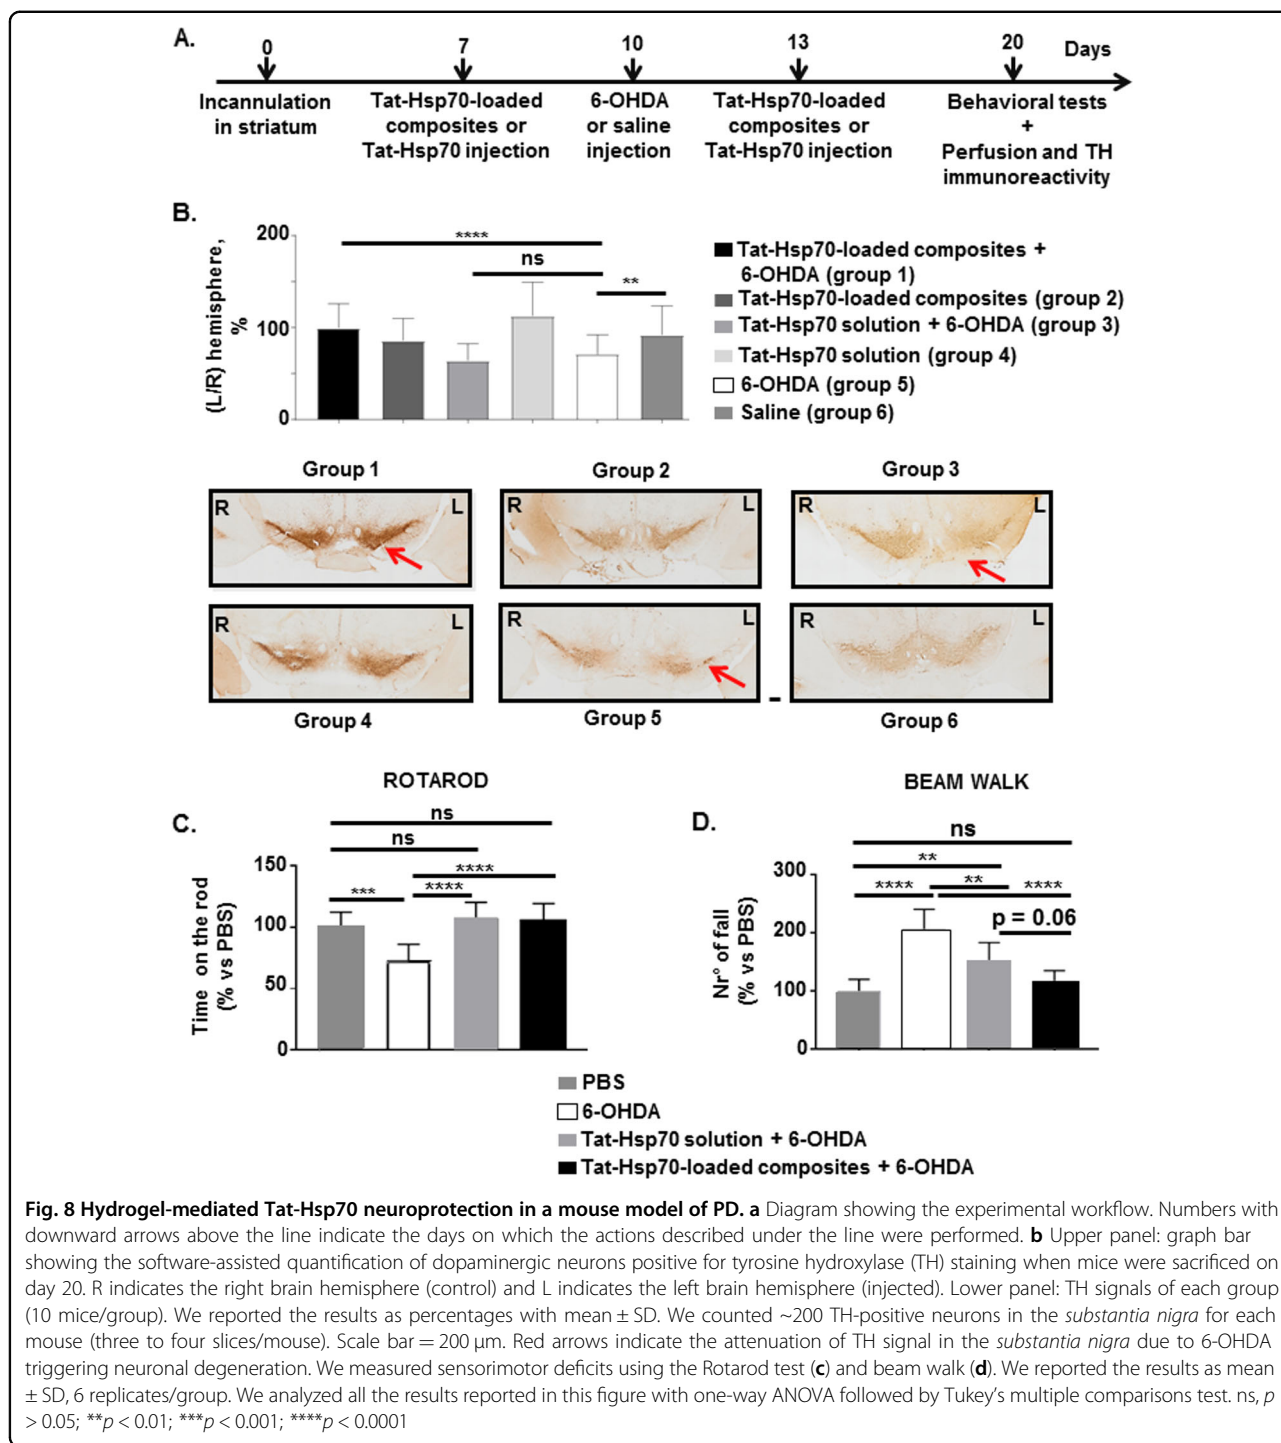 A.
0 7 10 13 20 Days
Incannulation
in striatum
Tat-Hsp70-loaded
composites or
Tat-Hsp70 injection
6-OHDA
or saline
injection
Tat-Hsp70-loaded
composites or
Tat-Hsp70 injection
Behavioral tests
+
Perfusion and TH
immunoreactivity
B.
(L/R) hemisphere,
%
200
100
0
****
ns
**
Tat-Hsp70-loaded composites +
6-OHDA (group 1)
Tat-Hsp70-loaded composites (group 2)
Tat-Hsp70 solution + 6-OHDA (group 3)
Tat-Hsp70 solution (group 4)
6-OHDA (group 5)
Saline (group 6)
Group 1 Group 2 Group 3
R L R L R L
R L R L R L
Group 4 Group 5 Group 6
C.
ROTAROD
Time on the rod
(% vs PBS)
150
100
50
0
ns
ns
****
*** ****
D.
BEAM WALK
Nr° of fall
(% vs PBS)
300
200
100
0
ns
**
**** ** ****
p = 0.06
PBS
6-OHDA
Tat-Hsp70 solution + 6-OHDA
Tat-Hsp70-loaded composites + 6-OHDA
Fig. 8 Hydrogel-mediated Tat-Hsp70 neuroprotection in a mouse model of PD. a Diagram showing the experimental workflow. Numbers with
downward arrows above the line indicate the days on which the actions described under the line were performed. b Upper panel: graph bar
showing the software-assisted quantification of dopaminergic neurons positive for tyrosine hydroxylase (TH) staining when mice were sacrificed on
day 20. R indicates the right brain hemisphere (control) and L indicates the left brain hemisphere (injected). Lower panel: TH signals of each group
(10 mice/group). We reported the results as percentages with mean ± SD. We counted ~200 TH-positive neurons in the substantia nigra for each
mouse (three to four slices/mouse). Scale bar = 200 μm. Red arrows indicate the attenuation of TH signal in the substantia nigra due to 6-OHDA
triggering neuronal degeneration. We measured sensorimotor deficits using the Rotarod test (c) and beam walk (d). We reported the results as mean
± SD, 6 replicates/group. We analyzed all the results reported in this figure with one-way ANOVA followed by Tukey's multiple comparisons test. ns, p
> 0.05; **p < 0.01; ***p < 0.001; ****p < 0.0001